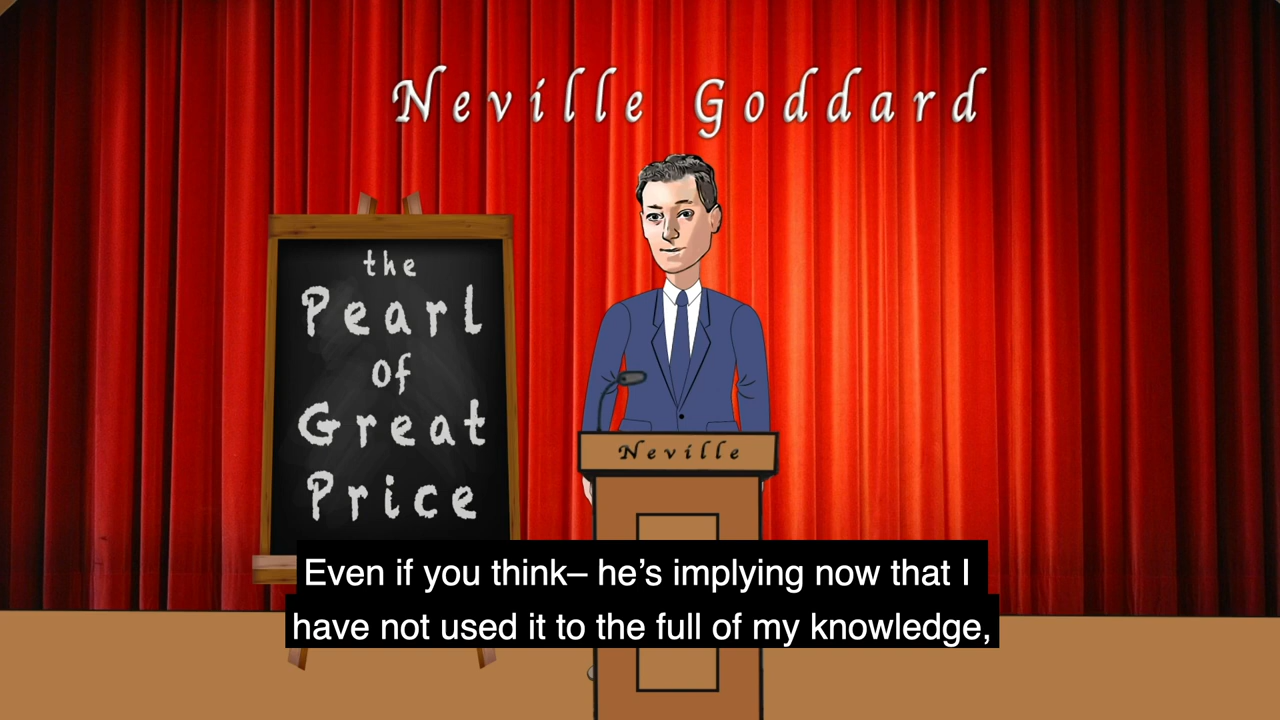 Neville Goddard
the
Pearl
of
Great
Price
Neville
Even if you think– he’s implying now that I
have not used it to the full of my knowledge,